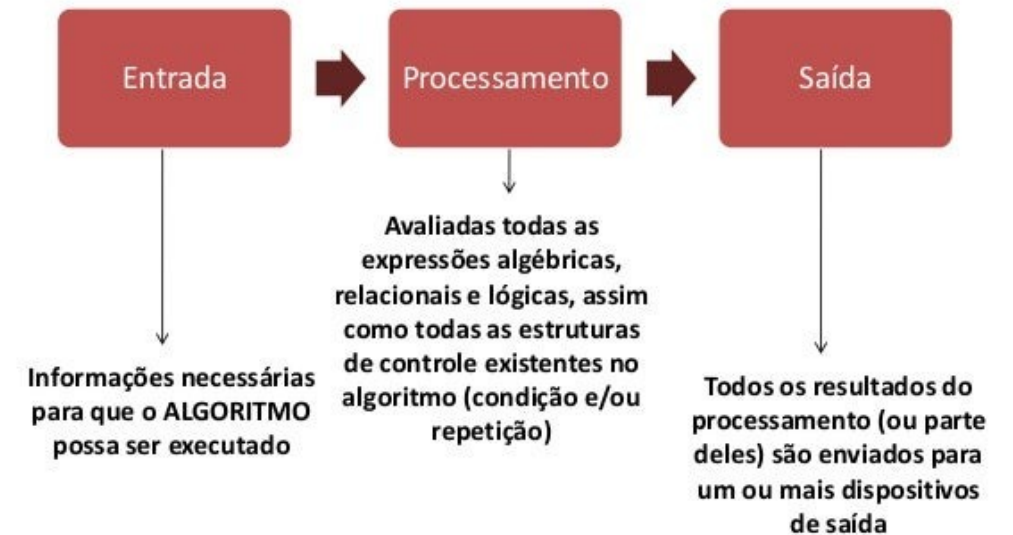 Entrada
Processamento
Saída
Informações necessárias
para que o ALGORITMO
possa ser executado
Avaliadas todas as
expressões algébricas,
relacionais e lógicas, assim
como todas as estruturas
de controle existentes no
algoritmo (condição e/ou
repetição)
Todos os resultados do
processamento (ou parte
deles) são enviados para
um ou mais dispositivos
de saída